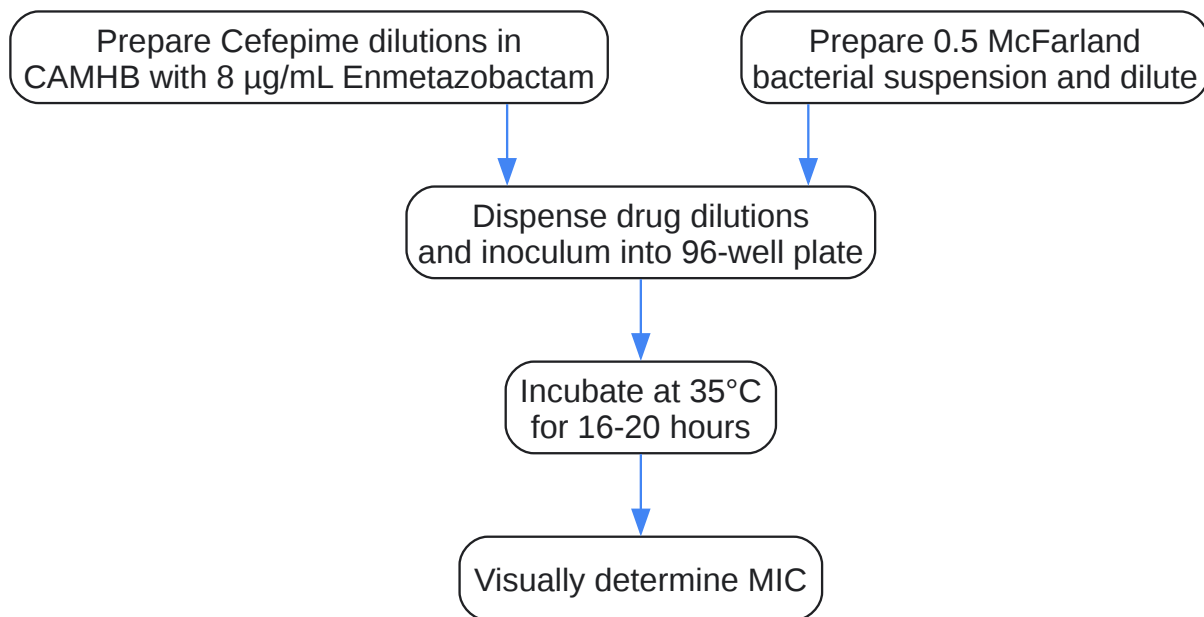 Prepare Cefepime dilutions in
CAMHB with 8 µg/mL Enmetazobactam
Prepare 0.5 McFarland
bacterial suspension and dilute
Dispense drug dilutions
and inoculum into 96-well plate
Incubate at 35°C
for 16-20 hours
Visually determine MIC